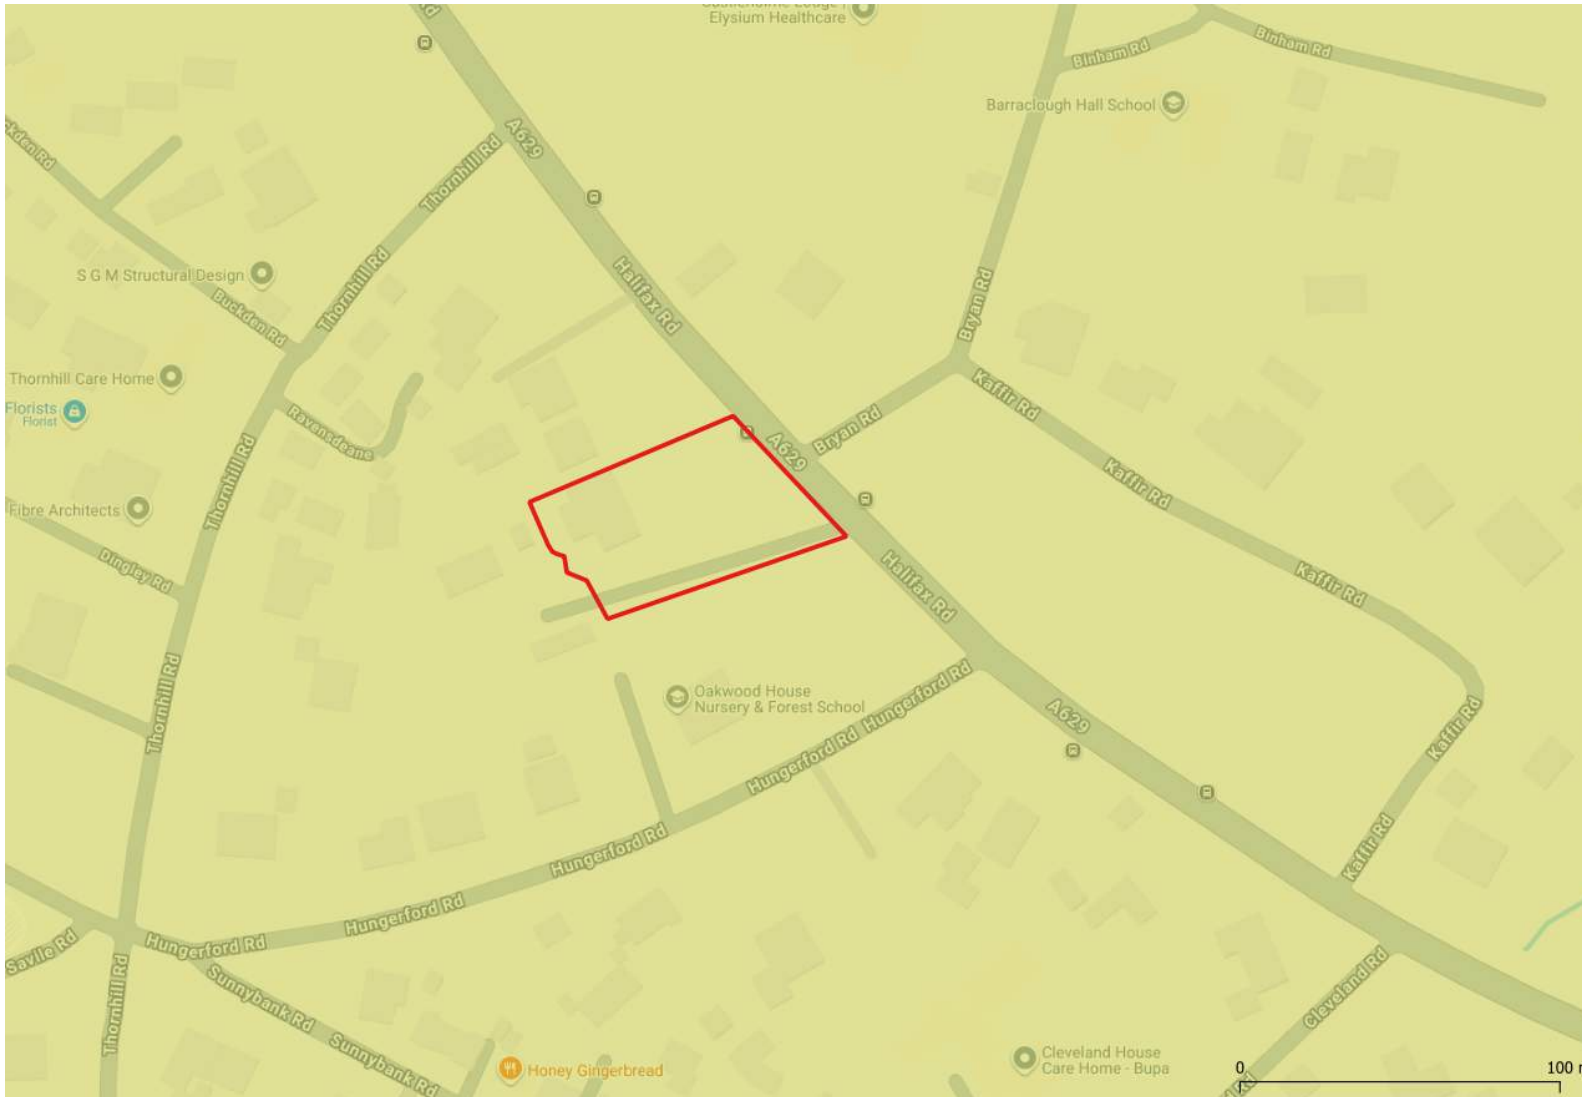 Elysium Healthcare
Binham Rd
Binham Rd
Barraclough Hall School
A629
Thornhill Rd
S G M Structural Design
Buckden Rd
Thornhill Rd
Halifax Rd
Bryan Rd
Thornhill Care Home
Florists
Florist
Ravensdeane
Kaffir Rd
Bryan Rd
A629
Thornhill Rd
Kaffir Rd
Fibre Architects
Dingley Rd
Halifax Rd
Kaffir Rd
Thornhill Rd
Oakwood House
Nursery & Forest School
Hungerford Rd
Hungerford Rd
A629
Kaffir Rd
Hungerford Rd
Kaffir Rd
Hungerford Rd
Hungerford Rd
Savile Rd
Thornhill Rd
Sunnybank Rd
Sunnybank Rd
Cleveland Rd
Honey Gingerbread
Cleveland House
Care Home - Bupa
0
100